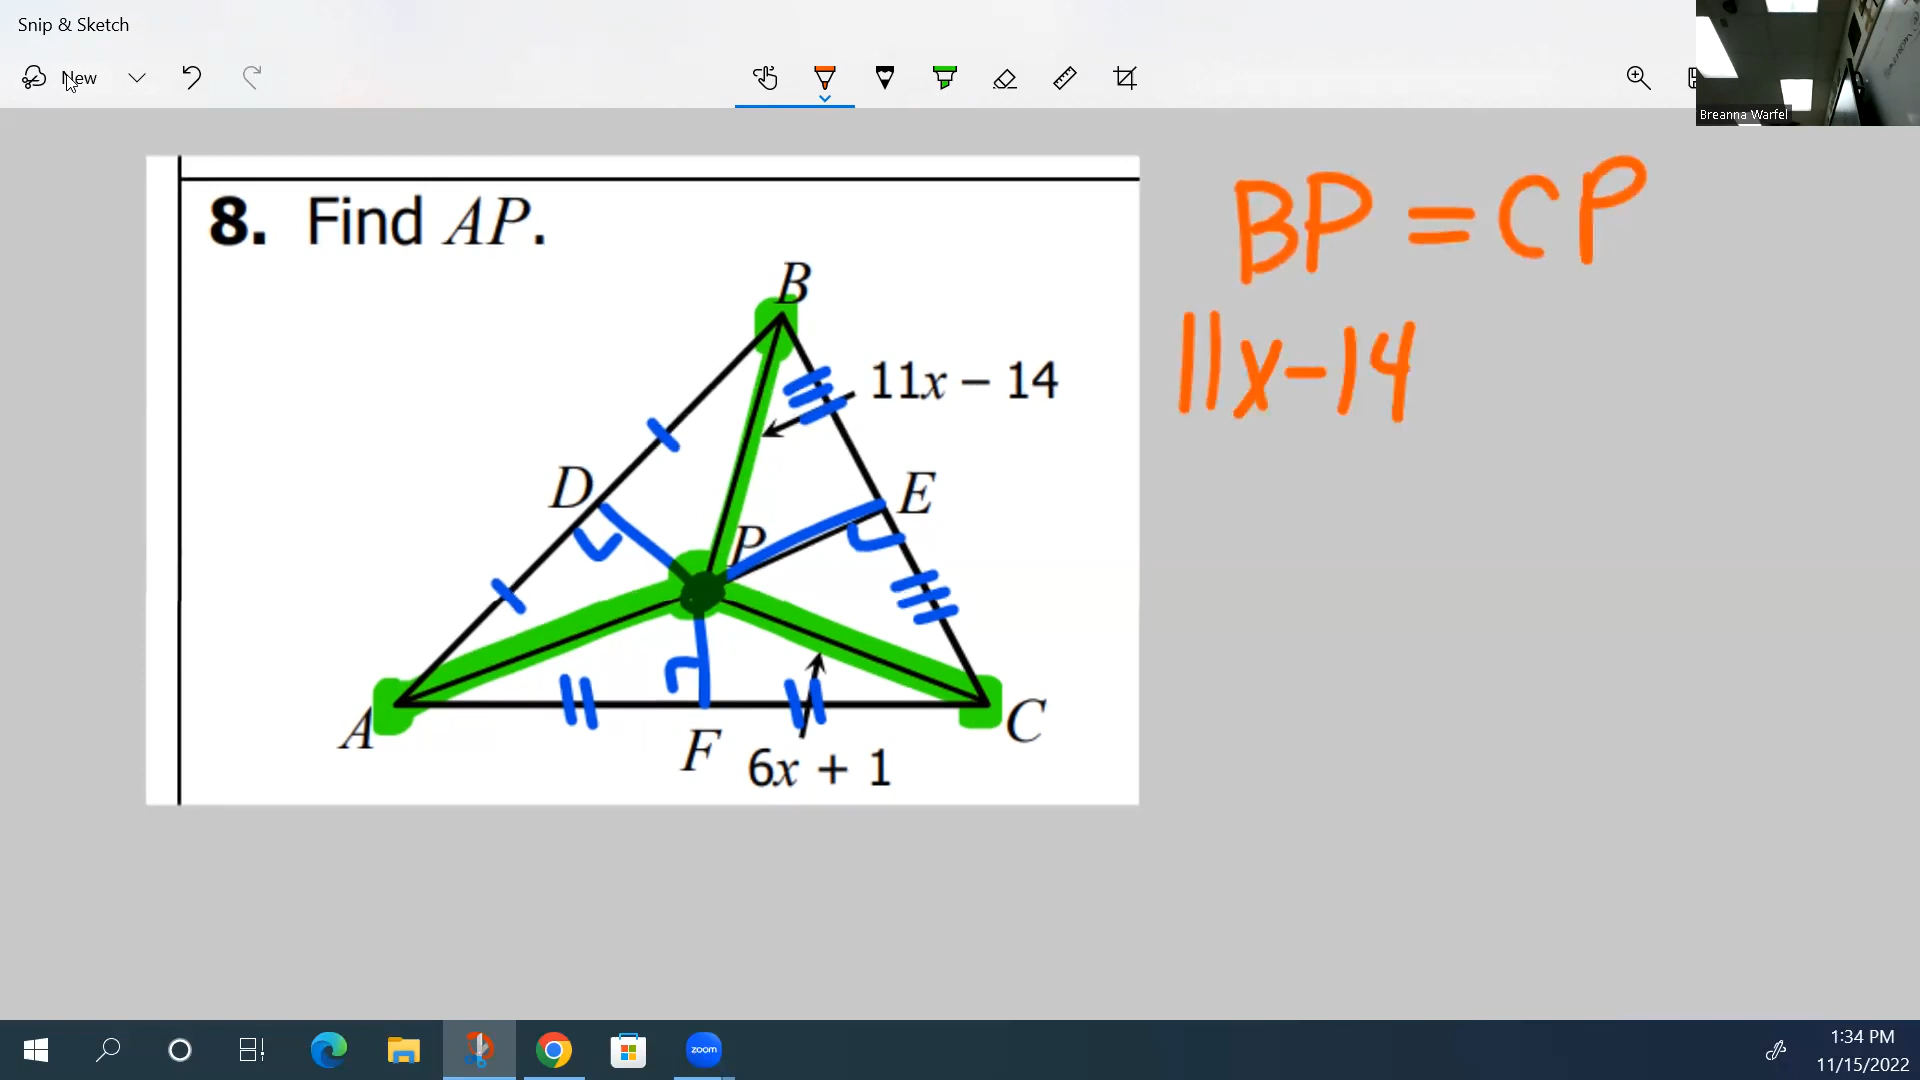 Snip & Sketch
New
Breanna Warfel
8. Find AP.
BP = CP
11x-14
B
11x – 14
D
E
P
A
C
F
6x + 1
zoom
1:34 PM
11/15/2022